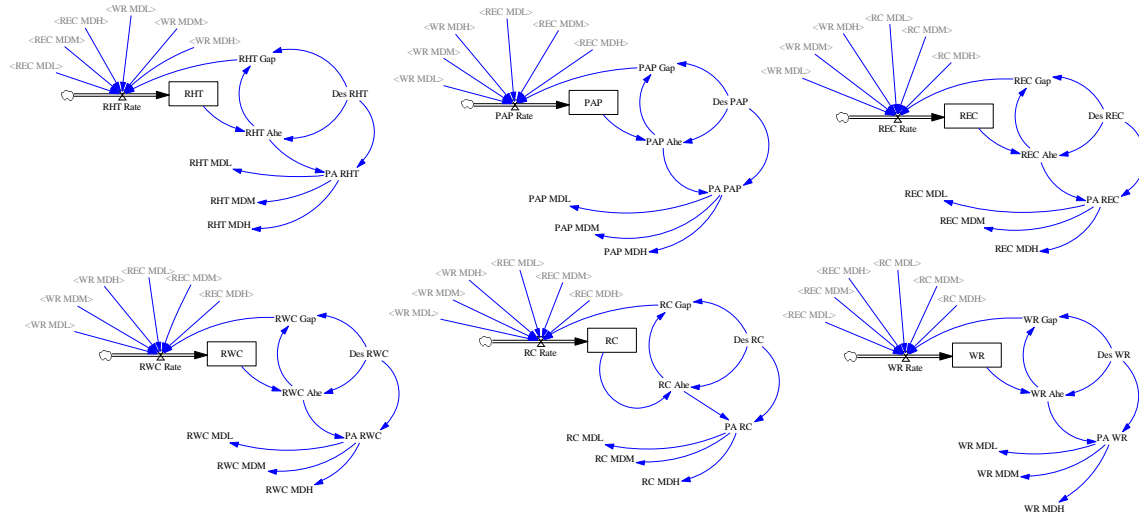 <WR MDL>
<REC MDH>
<WR MDM>
<REC MDM>
<WR MDH>
<REC MDL>
RHT Gap
RHT
RHT Rate
Des RHT
RHT Ahe
RHT MDL
PA RHT
RHT MDM
RHT MDH
<REC MDL>
<WR MDH>
<REC MDM>
<WR MDM>
<REC MDH>
<WR MDL>
PAP Gap
PAP
PAP Rate
Des PAP
PAP Ahe
PA PAP
PAP MDL
PAP MDM
PAP MDH
<RC MDL>
<WR MDH>
<RC MDM>
<WR MDM>
<RC MDH>
<WR MDL>
REC Gap
REC
REC Rate
Des REC
REC Ahe
REC MDL
PA REC
REC MDM
REC MDH
<REC MDL>
<WR MDH>
<REC MDM>
<WR MDM>
<REC MDH>
<WR MDL>
RWC Gap
RWC
RWC Rate
Des RWC
RWC Ahe
RWC MDL
PA RWC
RWC MDM
RWC MDH
<REC MDL>
<WR MDH>
<REC MDM>
<WR MDM>
<REC MDH>
<WR MDL>
RC Gap
RC
RC Rate
Des RC
RC Ahe
PA RC
RC MDL
RC MDM
RC MDH
<RC MDL>
<REC MDH>
<RC MDM>
<REC MDM>
<RC MDH>
<REC MDL>
WR Gap
WR
WR Rate
Des WR
WR Ahe
PA WR
WR MDL
WR MDM
WR MDH